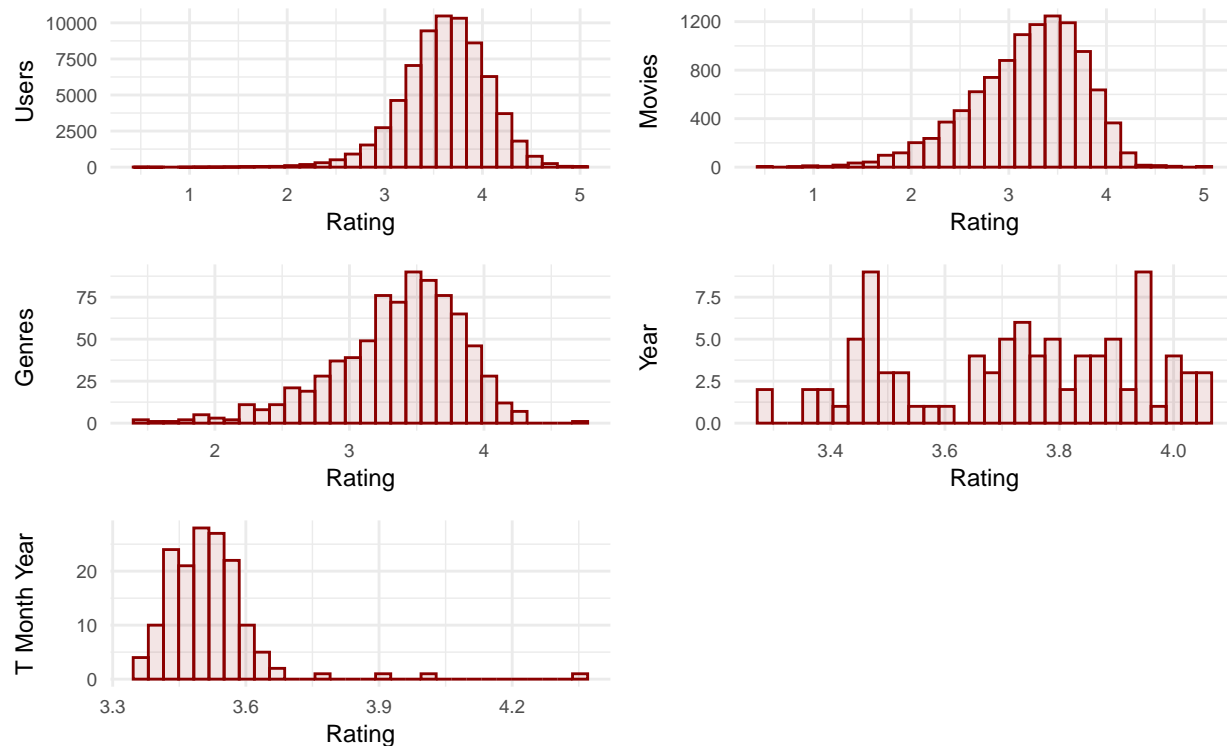 Users
10000
7500
5000
2500
0
1 2 3 4 5
Rating
Movies
1200
800
400
0
1 2 3 4 5
Rating
Genres
75
50
25
0
2 3 4
Rating
Year
7.5
5.0
2.5
0.0
3.4 3.6 3.8 4.0
Rating
T Month Year
20
10
0
3.3 3.6 3.9 4.2
Rating